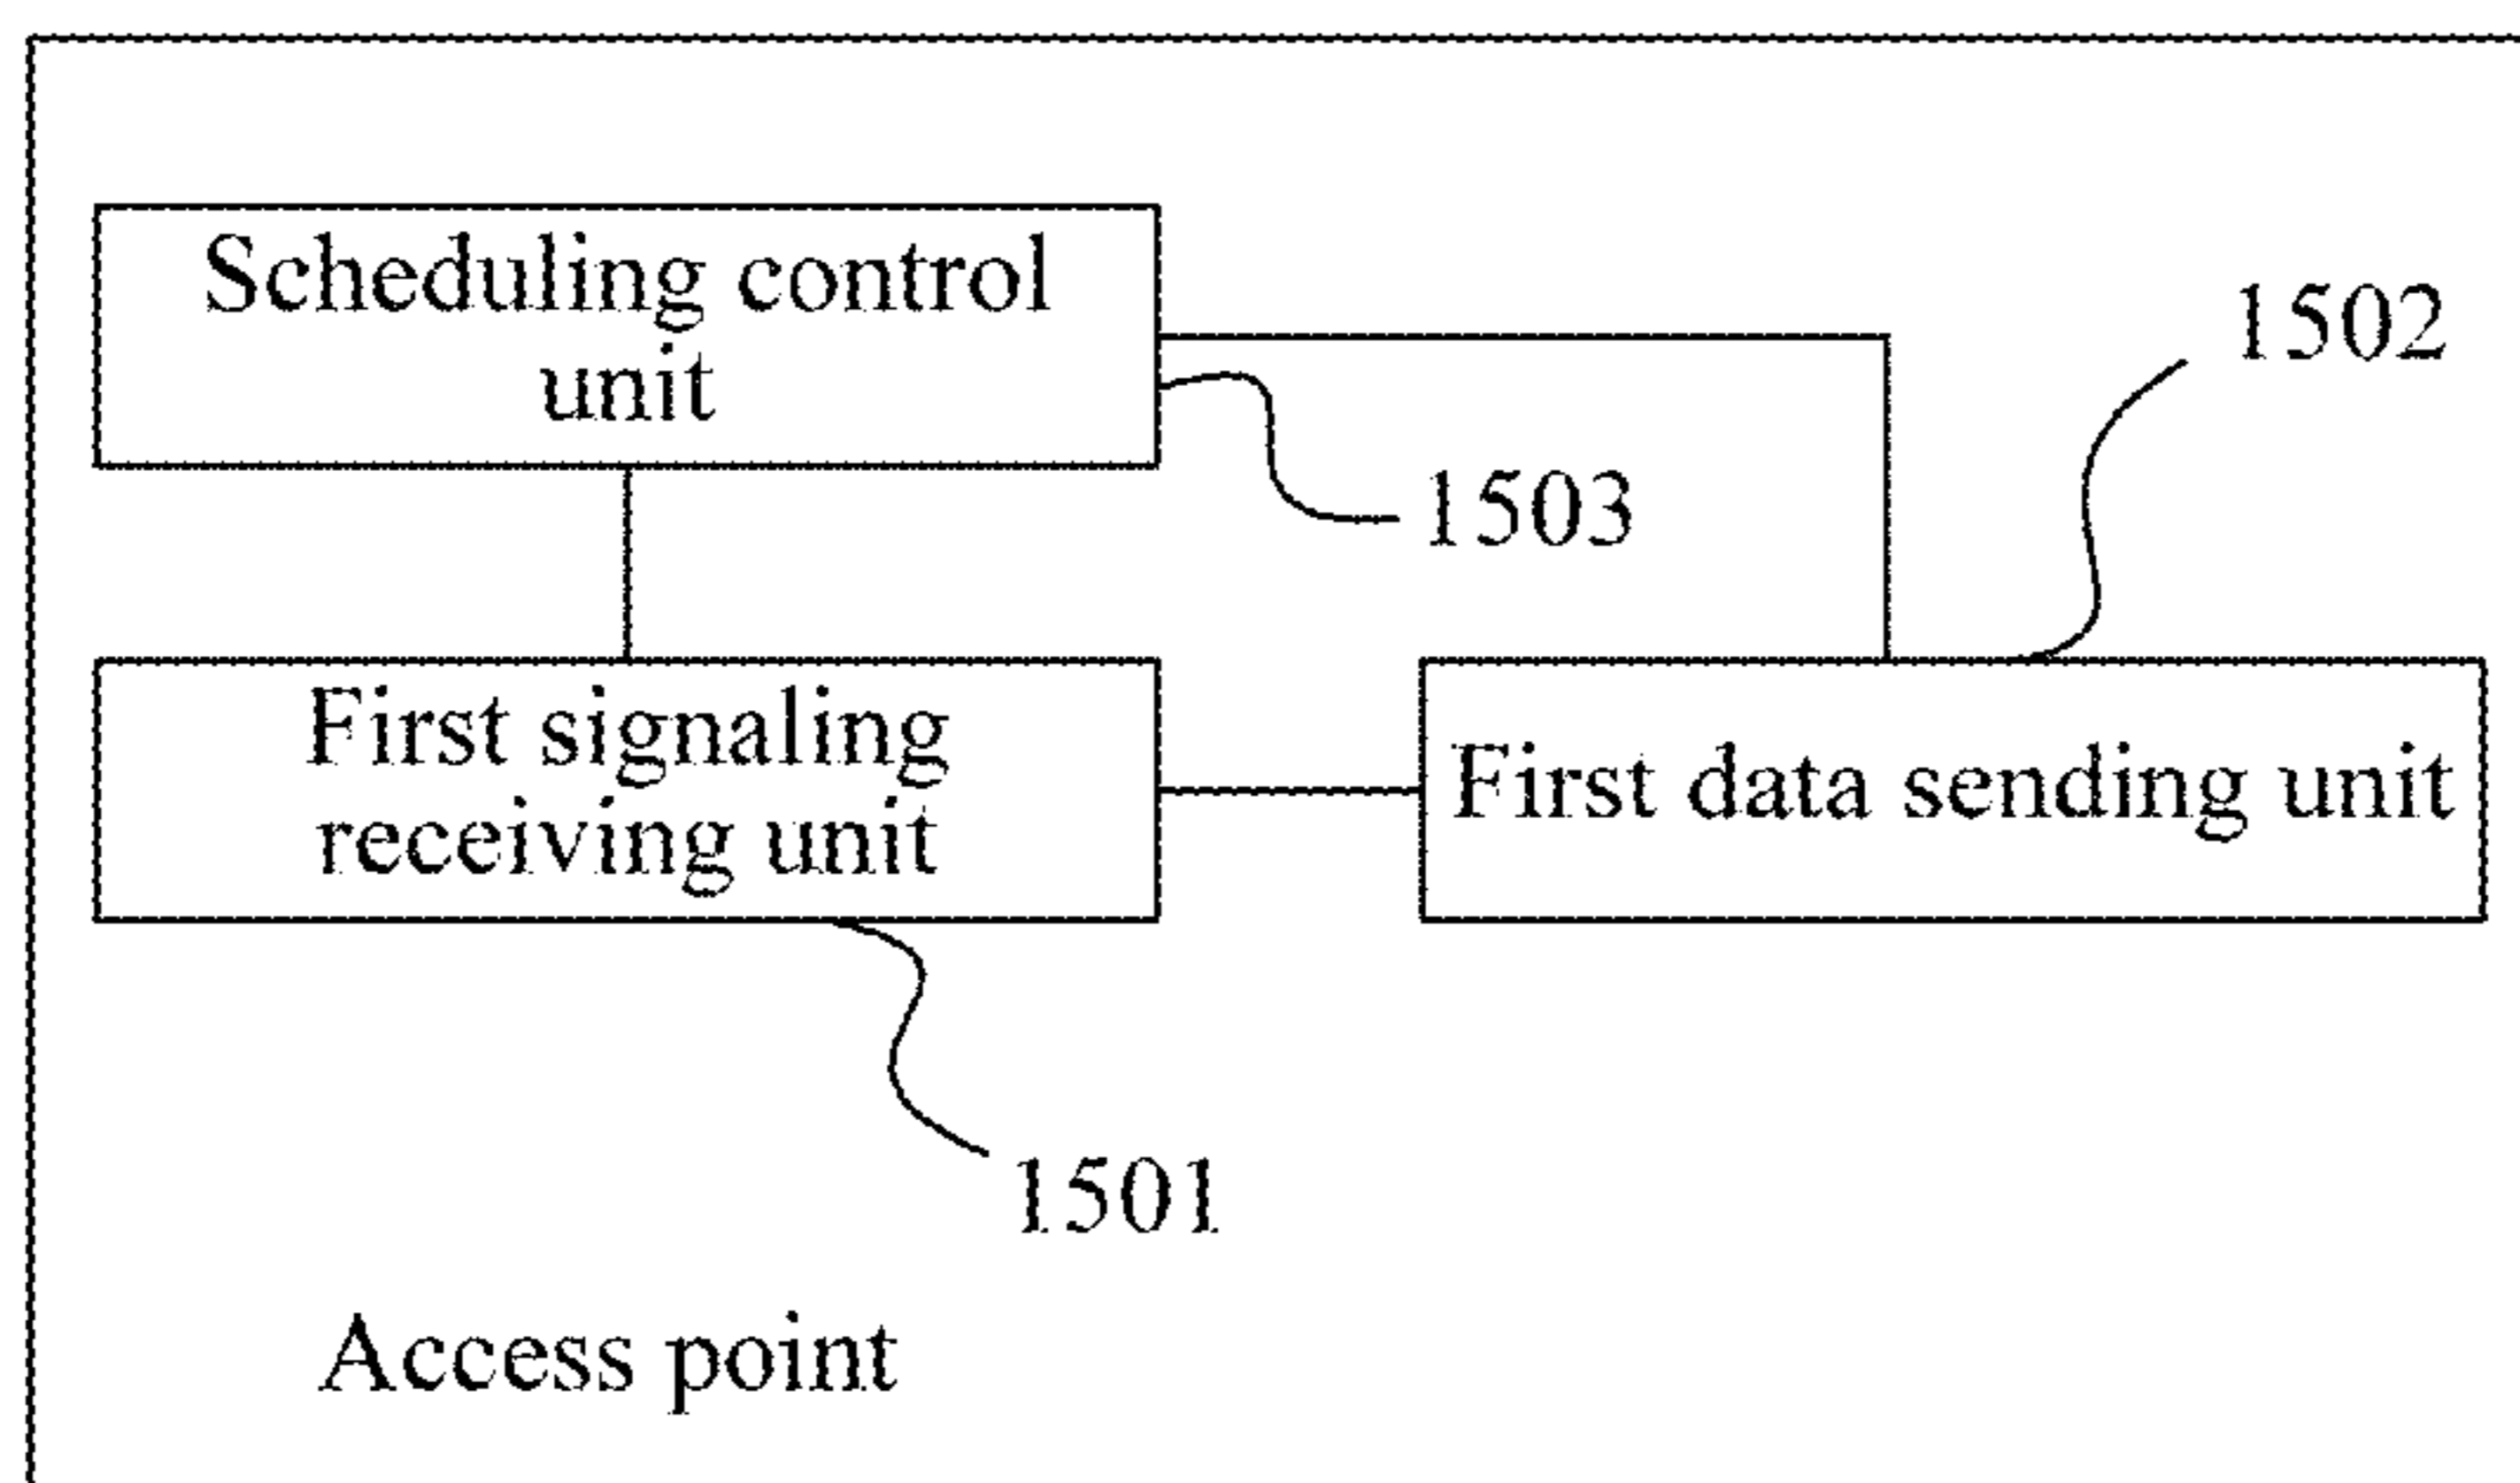 Scheduling control
unit
1502
1503
First signaling
receiving unit
First data sending unit
1501
Access point